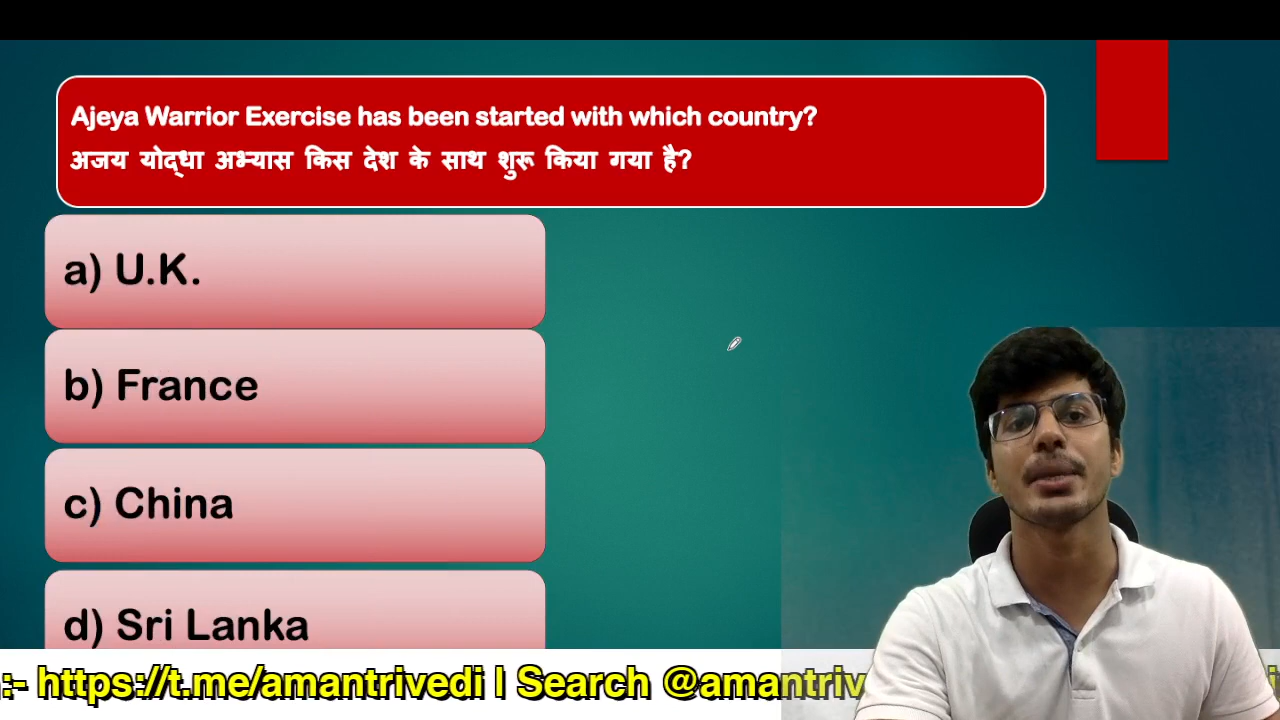 Ajeya Warrior Exercise has been started with which country?
अजय योद्धा अभ्यास किस देश के साथ शुरू किया गया है?
a) U.K.
b) France
c) China
d) Sri Lanka
:- https://t.me/amantrivedi | Search @amantriv